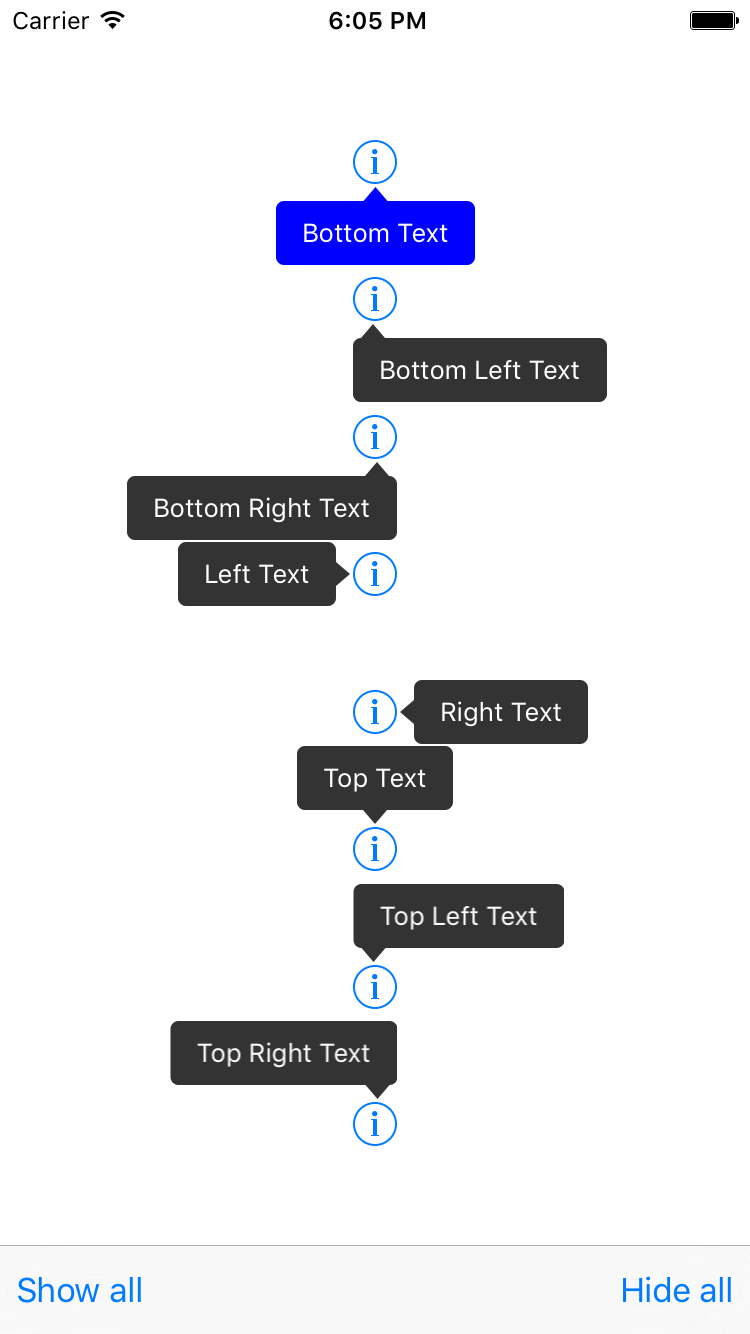 Carrier 6:05 PM
Bottom Text
Bottom Left Text
Bottom Right Text
Left Text
Right Text
Top Text
Top Left Text
Top Right Text
Show all Hide all